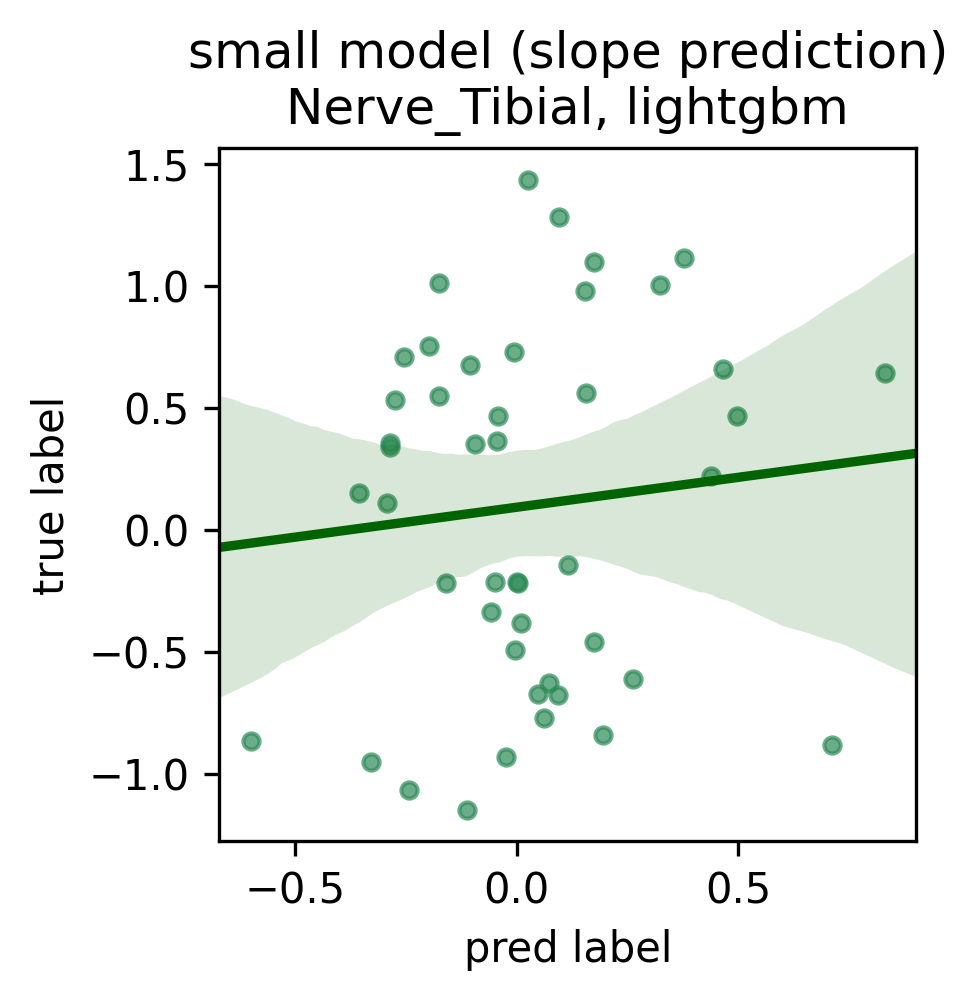 small model (slope prediction)
Nerve_Tibial, lightgbm
1.5
1.0
0.5
0.0
−0.5
−1.0
true label
−0.5
0.0
0.5
pred label